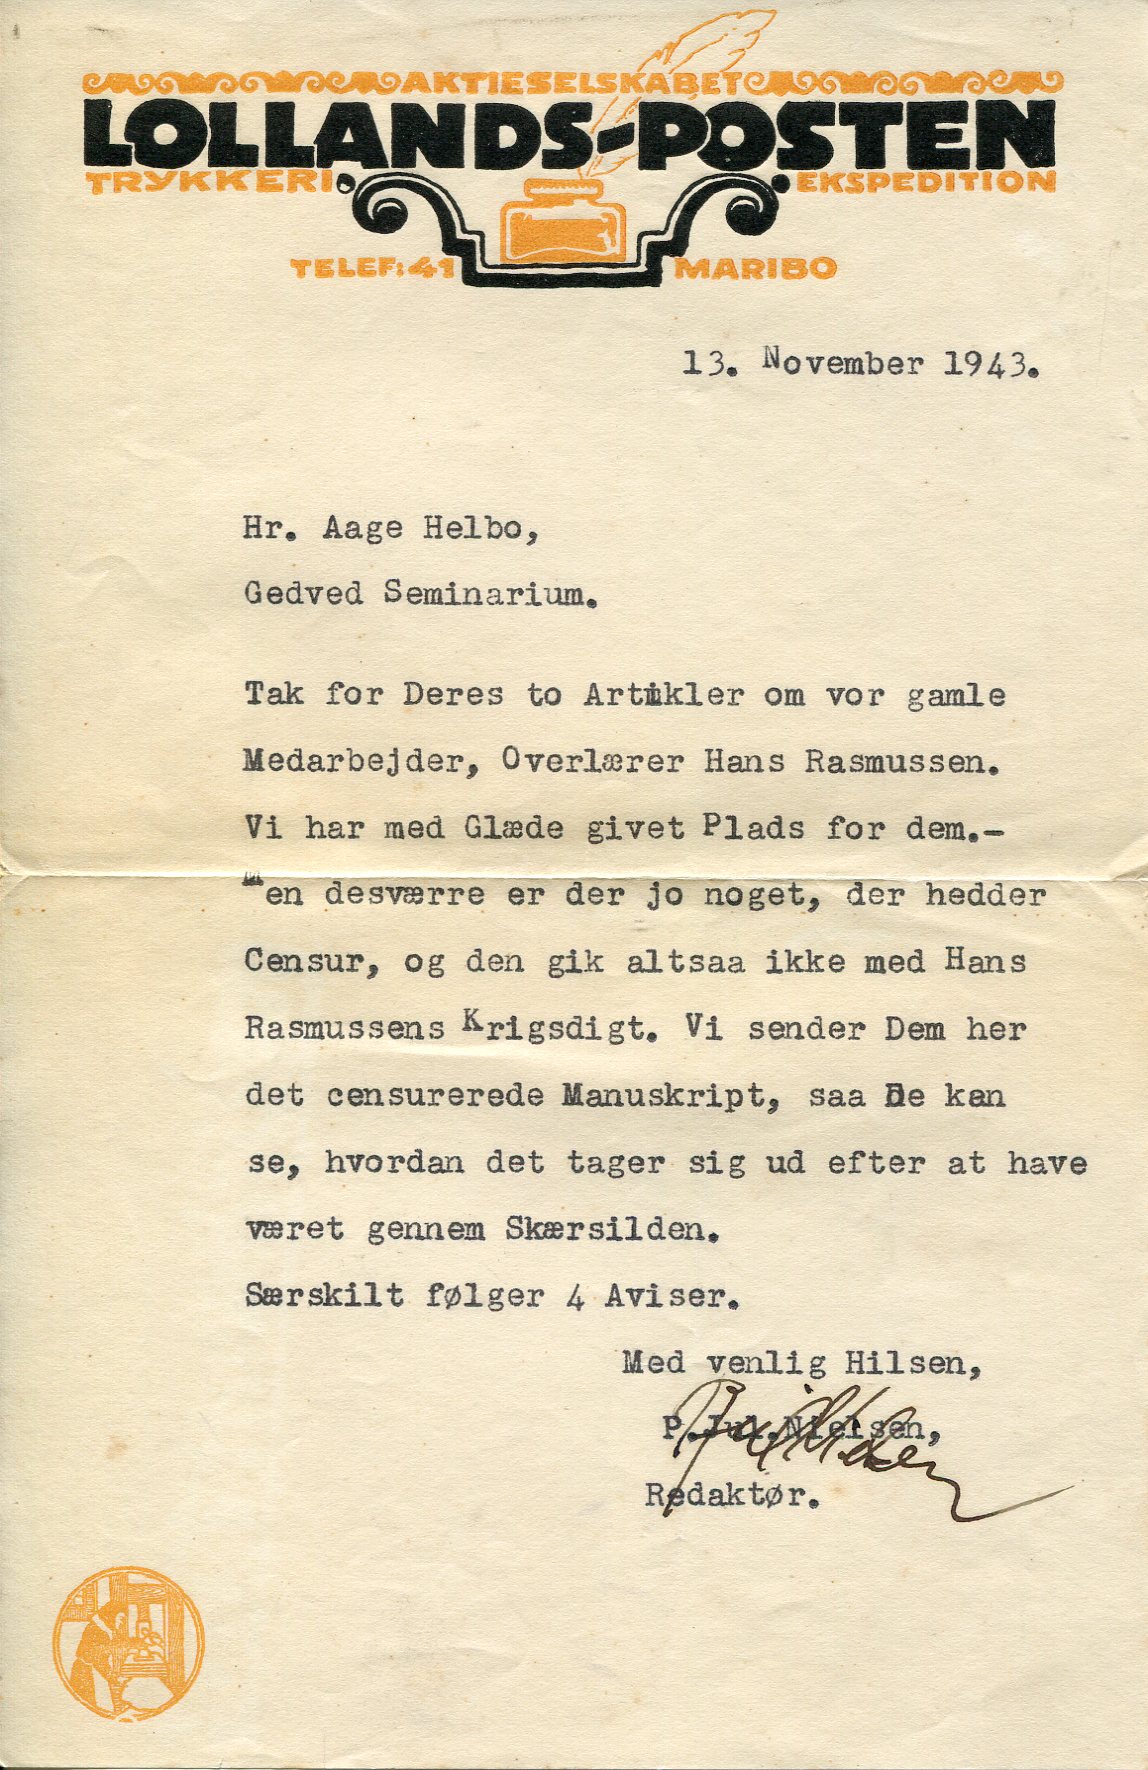 AKTIESELSKABET
LOLLANDS-POSTEN
TRYKKERI EKSPEDITION
TELEF: 41 MARIBO
13. November 1943.
Hr. Aage Helbo,
Gedved Seminarium.
Tak for Deres to Artikler om vor gamle
Medarbejder, Overlærer Hans Rasmussen.
Vi har med Glæde givet Plads for dem.-
Men desværre er der jo noget, der hedder
Censur, og den gik altsaa ikke med Hans
Rasmussens Krigsdigt. Vi sender Dem her
det censurerede Manuskript, saa De kan
se, hvordan det tager sig ud efter at have
været gennem Skærsilden.
Særskilt følger 4 Aviser.
Med venlig Hilsen,
P.Jul.Nielsen,
Redaktør.